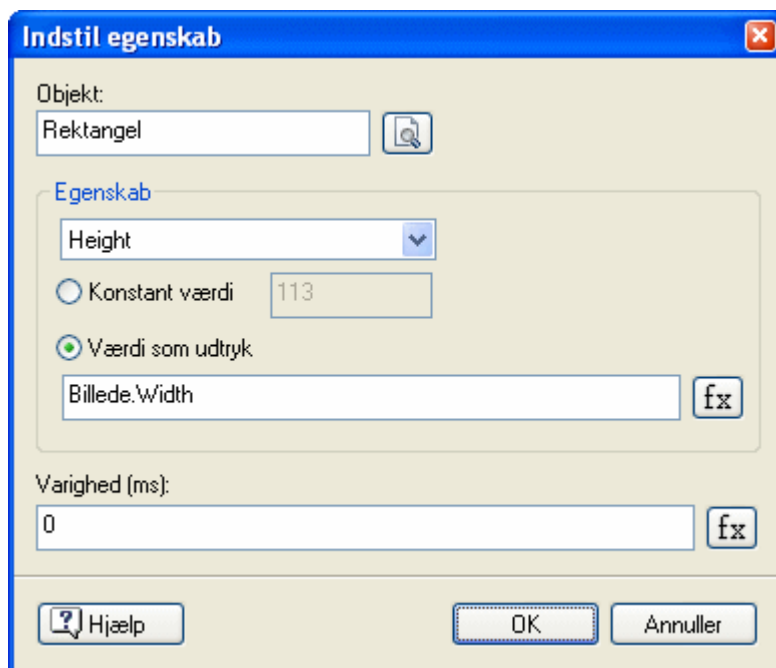 Indstil egenskab
Objekt:
Rektangel
Egenskab
Height
Konstant værdi 113
Værdi som udtryk
Billede.Width fx
Varighed (ms):
0 fx
Hjælp OK Annuller